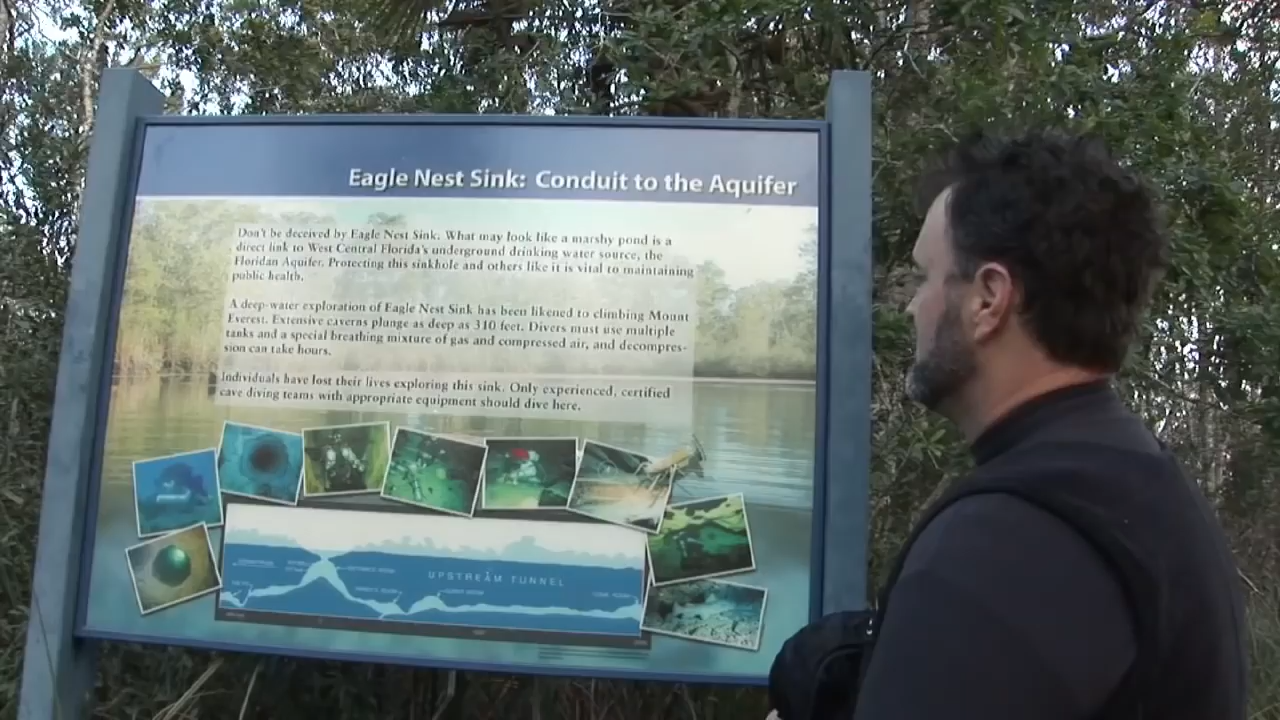 Eagle Nest Sink: Conduit to the Aquifer
Don't be deceived by Eagle Nest Sink. What may look like a marshy pond is a
direct link to West Central Florida's underground drinking water source, the
Floridan Aquifer. Protecting this sinkhole and others like it is vital to maintaining
public health.
A deep-water exploration of Eagle Nest Sink has been likened to climbing Mount
Everest. Extensive caverns plunge as deep as 310 feet. Divers must use multiple
tanks and a special breathing mixture of gas and compressed air, and decompres-
sion can take hours.
Individuals have lost their lives exploring this sink. Only experienced, certified
cave diving teams with appropriate equipment should dive here.
UPSTREAM TUNNEL